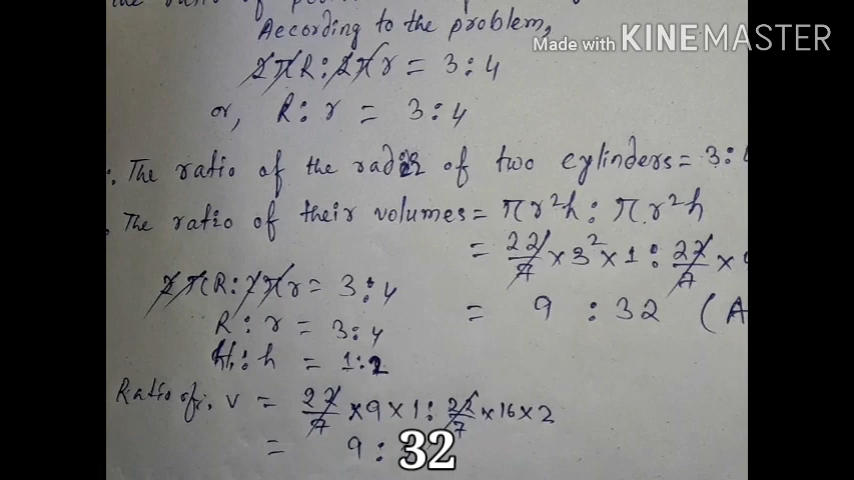 According to the problem,
Made with KINEMASTER
2πR : 2πr = 3:4
or, R : r = 3:4
The ratio of the radii of two cylinders = 3:
The ratio of their volumes = πr²h : πr²h
= 22/7 × 3² × 1 : 22/7 ×
= 9 : 32 (A
2πR : 2πr = 3:4
R : r = 3:4
H : h = 1:2
Ratio of V = 22/7 × 9 × 1 : 22/7 × 16 × 2
= 9 : 32